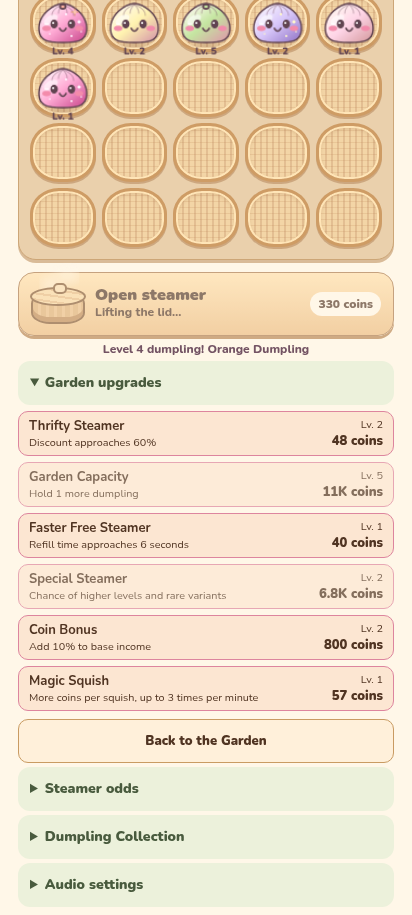 Lv. 4
Lv. 2
Lv. 5
Lv. 2
Lv. 1
Lv. 1
Open steamer
Lifting the lid...
330 coins
Level 4 dumpling! Orange Dumpling
▼ Garden upgrades
Thrifty Steamer
Lv. 2
Discount approaches 60%
48 coins
Garden Capacity
Lv. 5
Hold 1 more dumpling
11K coins
Faster Free Steamer
Lv. 1
Refill time approaches 6 seconds
40 coins
Special Steamer
Lv. 2
Chance of higher levels and rare variants
6.8K coins
Coin Bonus
Lv. 2
Add 10% to base income
800 coins
Magic Squish
Lv. 1
More coins per squish, up to 3 times per minute
57 coins
Back to the Garden
▶ Steamer odds
▶ Dumpling Collection
▶ Audio settings